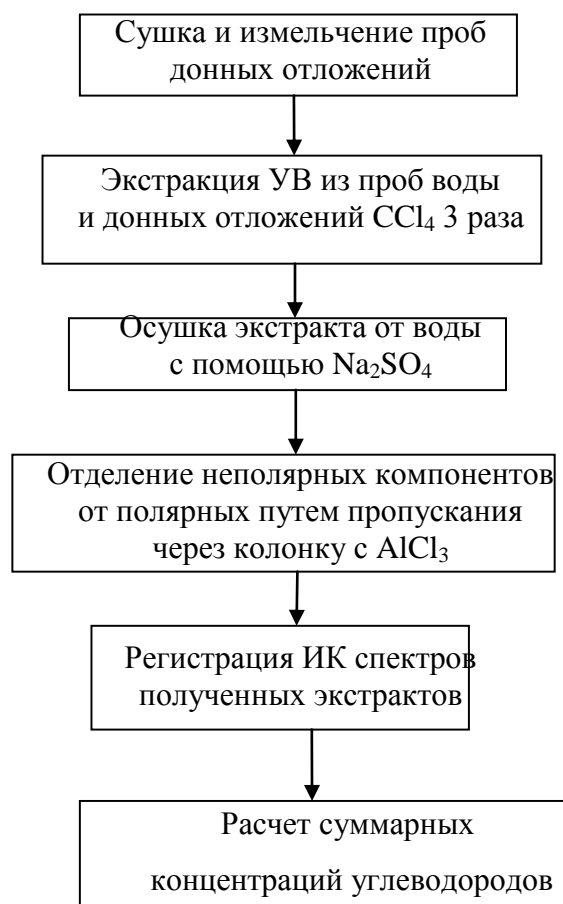 Сушка и измельчение проб
донных отложений
Экстракция УВ из проб воды
и донных отложений CCl₄ 3 раза
Осушка экстракта от воды
с помощью Na₂SO₄
Отделение неполярных компонентов
от полярных путем пропускания
через колонку с AlCl₃
Регистрация ИК спектров
полученных экстрактов
Расчет суммарных
концентраций углеводородов